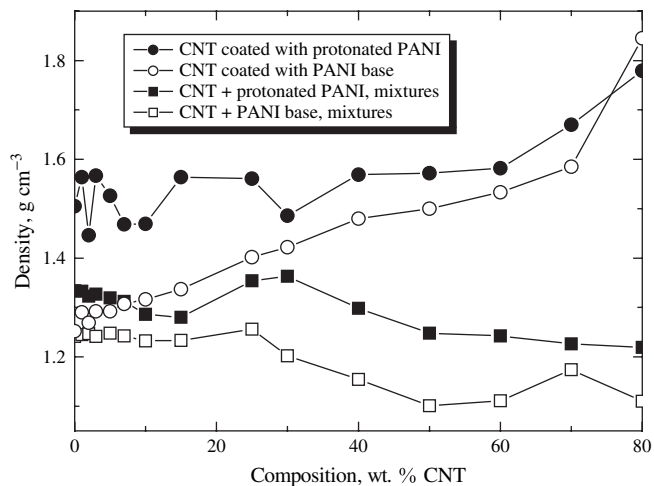 1.8
1.6
1.4
1.2
Density, g cm⁻³
CNT coated with protonated PANI
CNT coated with PANI base
CNT + protonated PANI, mixtures
CNT + PANI base, mixtures
0 20 40 60 80
Composition, wt. % CNT